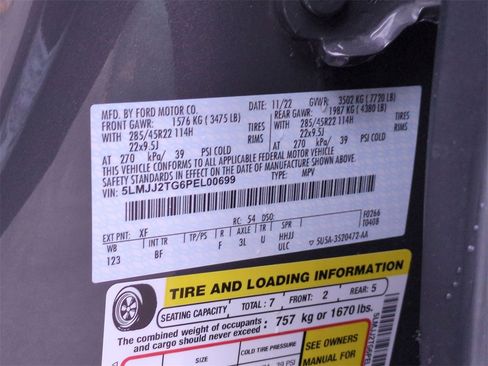 MFD. BY FORD MOTOR CO.
DATE: 11/22 GVWR: 3502 KG (7720 LB)
FRONT GAWR: 1576 KG (3475 LB) REAR GAWR: 1987 KG (4380 LB)
WITH 285/45R22 114H TIRES WITH 285/45R22 114H TIRES
22x9.5J RIMS 22x9.5J RIMS
AT 270 kPa/ 39 PSI COLD AT 270 kPa/ 39 PSI COLD
THIS VEHICLE CONFORMS TO ALL APPLICABLE FEDERAL MOTOR VEHICLE
SAFETY STANDARDS IN EFFECT ON THE DATE OF MANUFACTURE SHOWN ABOVE.
VIN: 5LMJJ2TG6PEL00699 TYPE: MPV
F0266
T0408
EXT PNT: XF RC: 54 DSO:
WB INT TR TP/PS R AXLE TR SPR
123 BF F 3L U HHJJ
ULC ▽ 5U5A-3520472-AA
TIRE AND LOADING INFORMATION
SEATING CAPACITY TOTAL: 7 FRONT: 2 REAR: 5
The combined weight of occupants and cargo should never exceed: 757 kg or 1670 lbs.
SIZE COLD TIRE
SEE OWNERS
MANUAL FOR